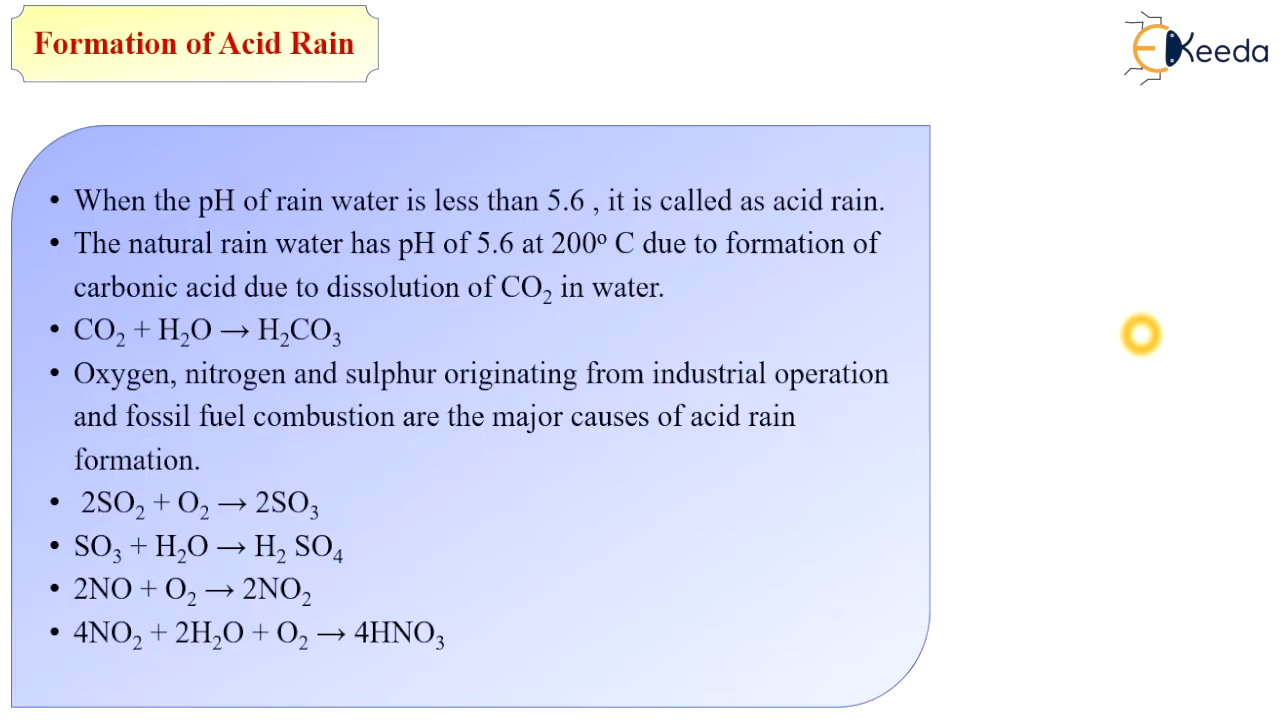 Formation of Acid Rain
EKeeda
• When the pH of rain water is less than 5.6 , it is called as acid rain.
• The natural rain water has pH of 5.6 at 200º C due to formation of
carbonic acid due to dissolution of CO₂ in water.
• CO₂ + H₂O → H₂CO₃
• Oxygen, nitrogen and sulphur originating from industrial operation
and fossil fuel combustion are the major causes of acid rain
formation.
• 2SO₂ + O₂ → 2SO₃
• SO₃ + H₂O → H₂ SO₄
• 2NO + O₂ → 2NO₂
• 4NO₂ + 2H₂O + O₂ → 4HNO₃